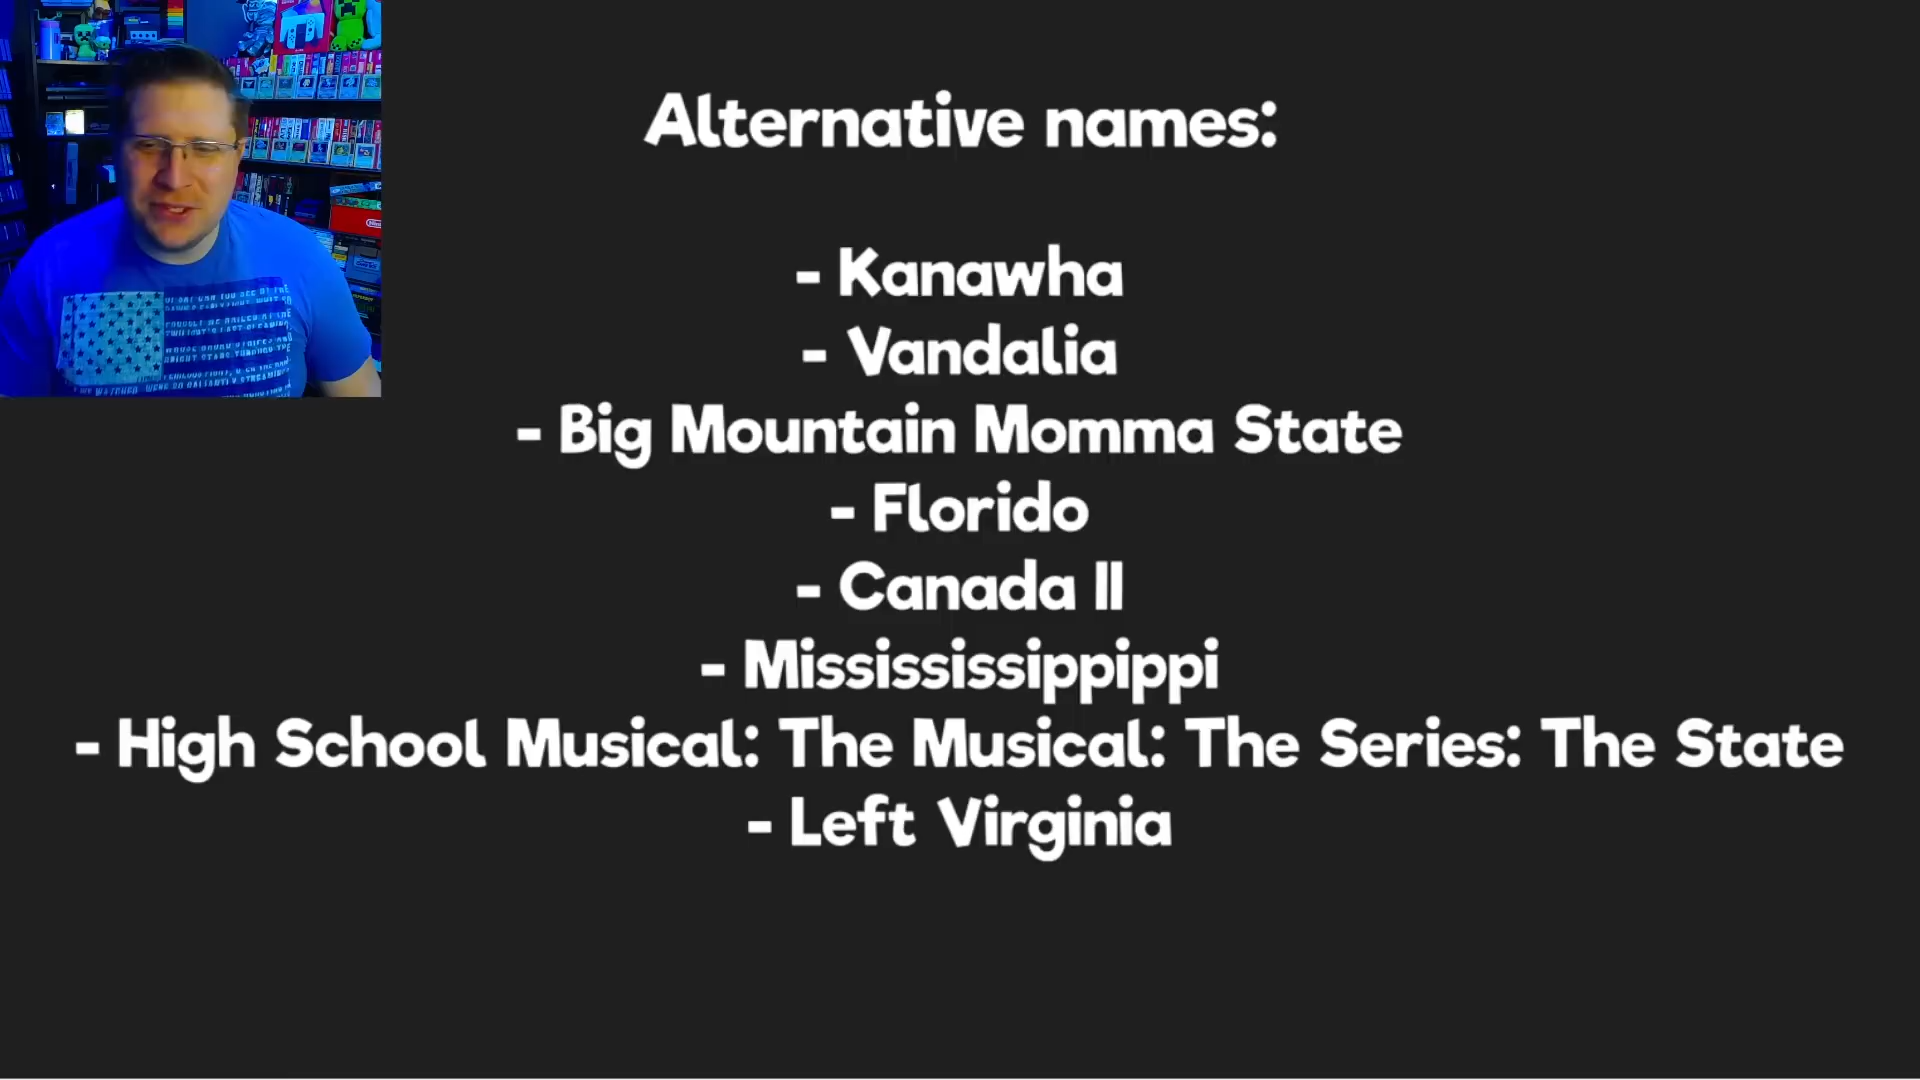 Alternative names:
- Kanawha
- Vandalia
- Big Mountain Momma State
- Florido
- Canada II
- Missississississippippi
- High School Musical: The Musical: The Series: The State
- Left Virginia